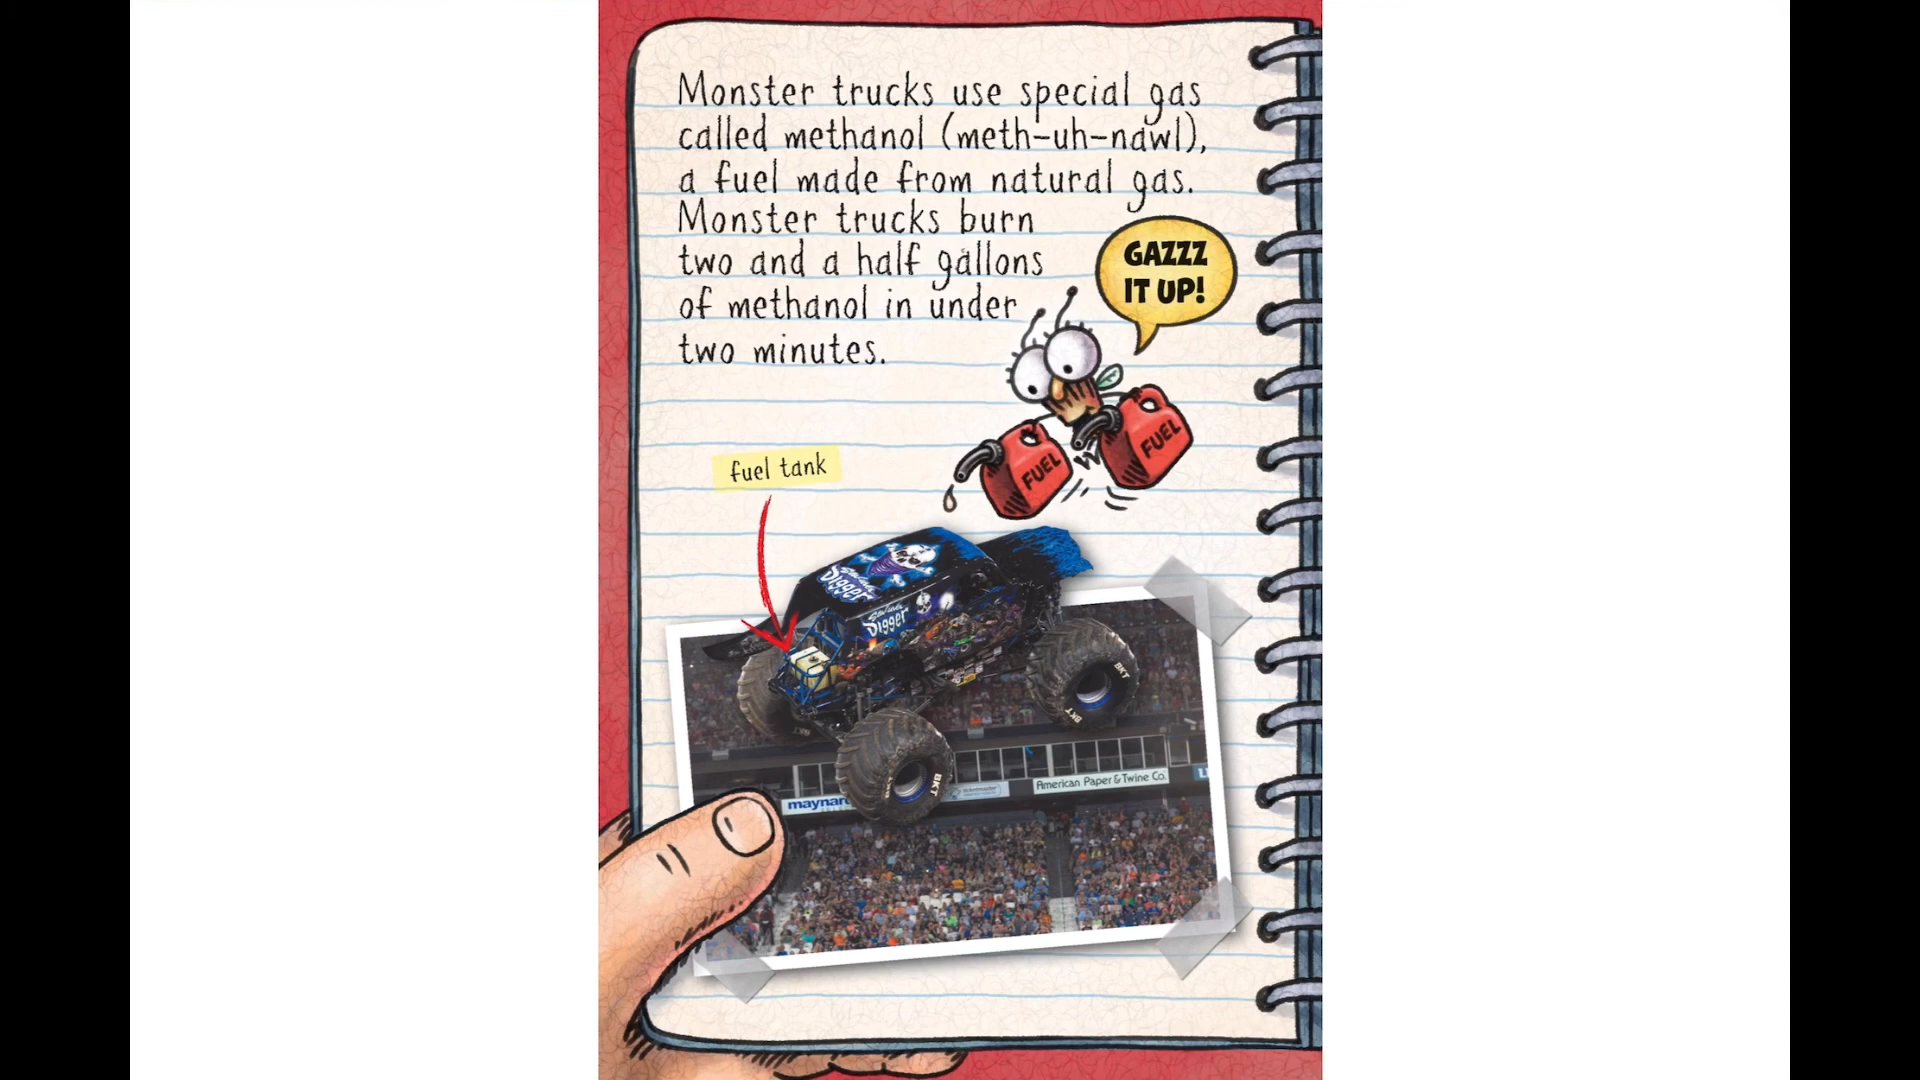 Monster trucks use special gas
called methanol (meth-uh-nawl),
a fuel made from natural gas.
Monster trucks burn
two and a half gallons
of methanol in under
two minutes.
GAZZZ
IT UP!
FUEL
FUEL
fuel tank
Digger
Digger
BKT
BKT
BKT
BKT
American Paper & Twine Co.
maynard